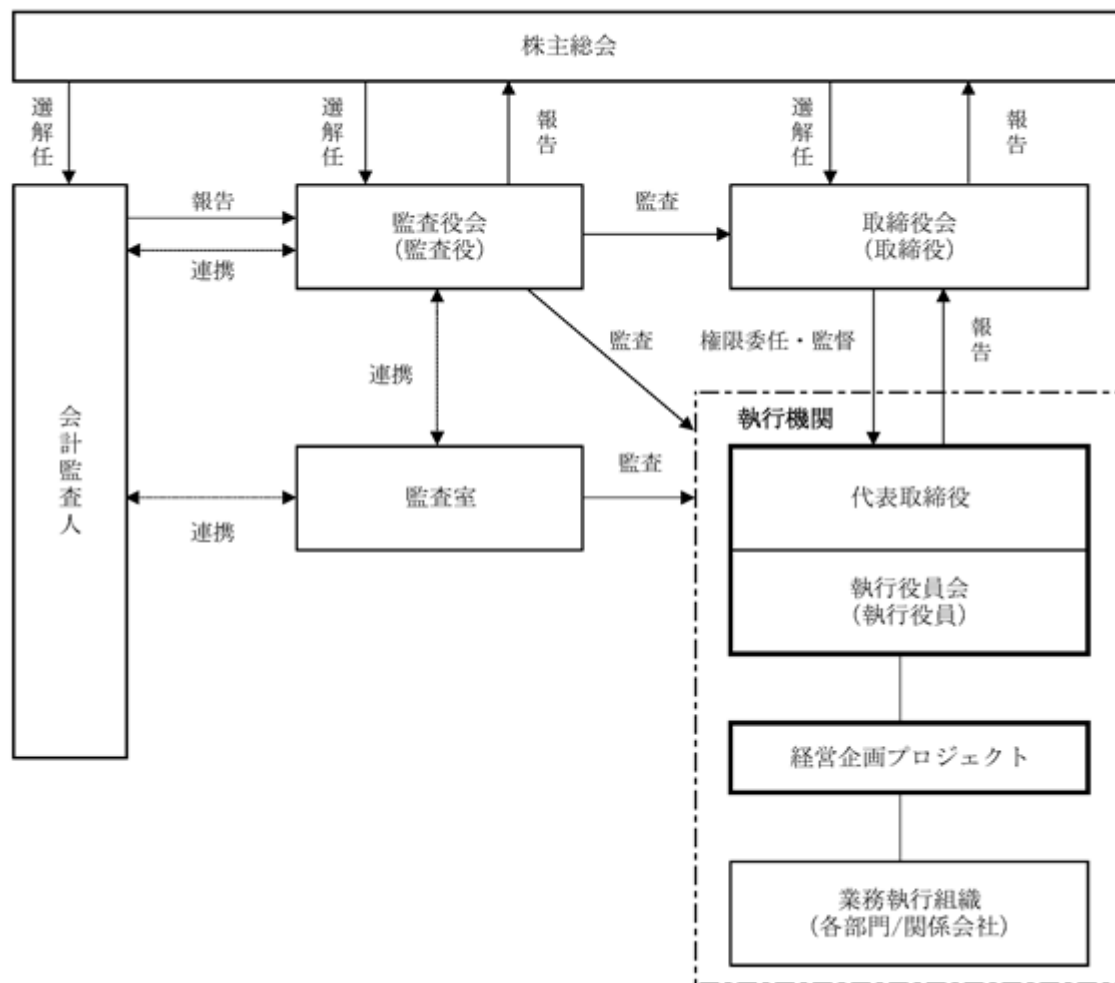 株主総会
選解任
選解任
報告
選解任
報告
報告
監査役会
(監査役)
監査
取締役会
(取締役)
連携
監査
権限委任・監督
報告
連携
会計監査人
執行機関
監査室
監査
代表取締役
連携
執行役員会
(執行役員)
経営企画プロジェクト
業務執行組織
(各部門/関係会社)